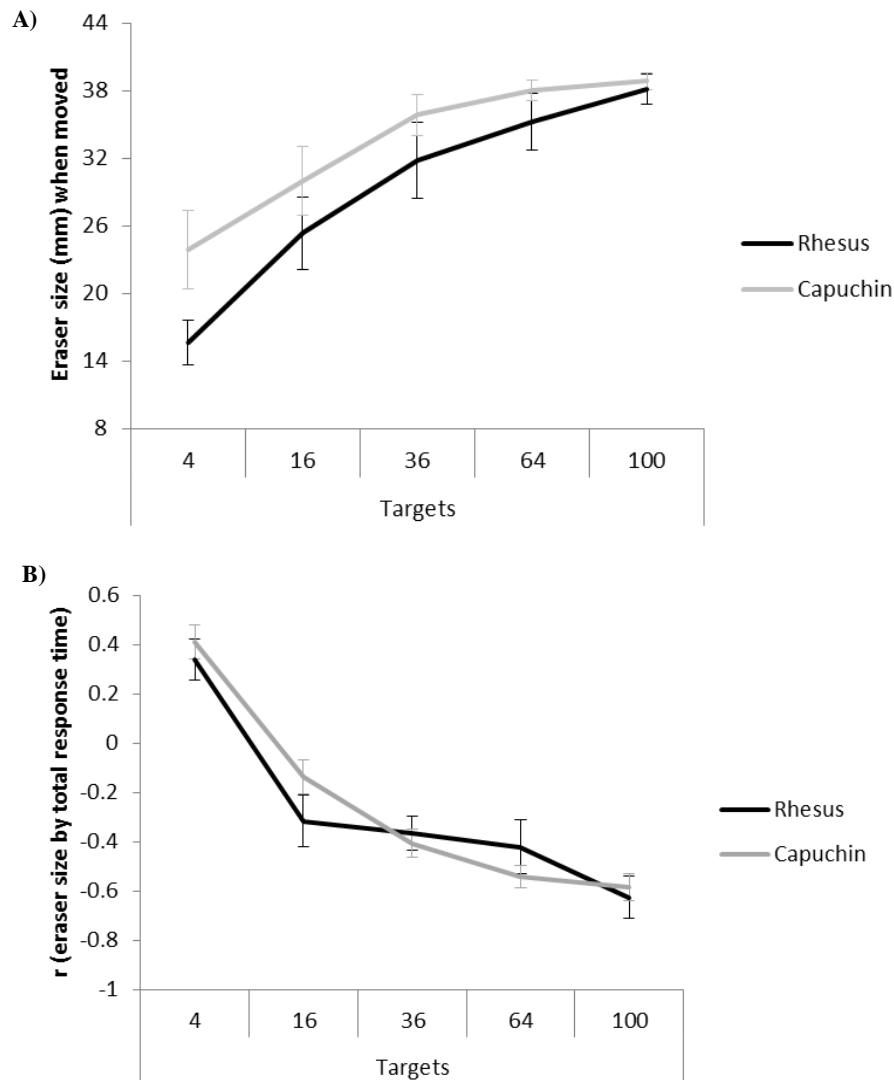 A)
Eraser size (mm) when moved
44
38
32
26
20
14
8
4 16 36 64 100
Targets
Rhesus
Capuchin
B)
r (eraser size by total response time)
0.6
0.4
0.2
0
-0.2
-0.4
-0.6
-0.8
-1
4 16 36 64 100
Targets
Rhesus
Capuchin